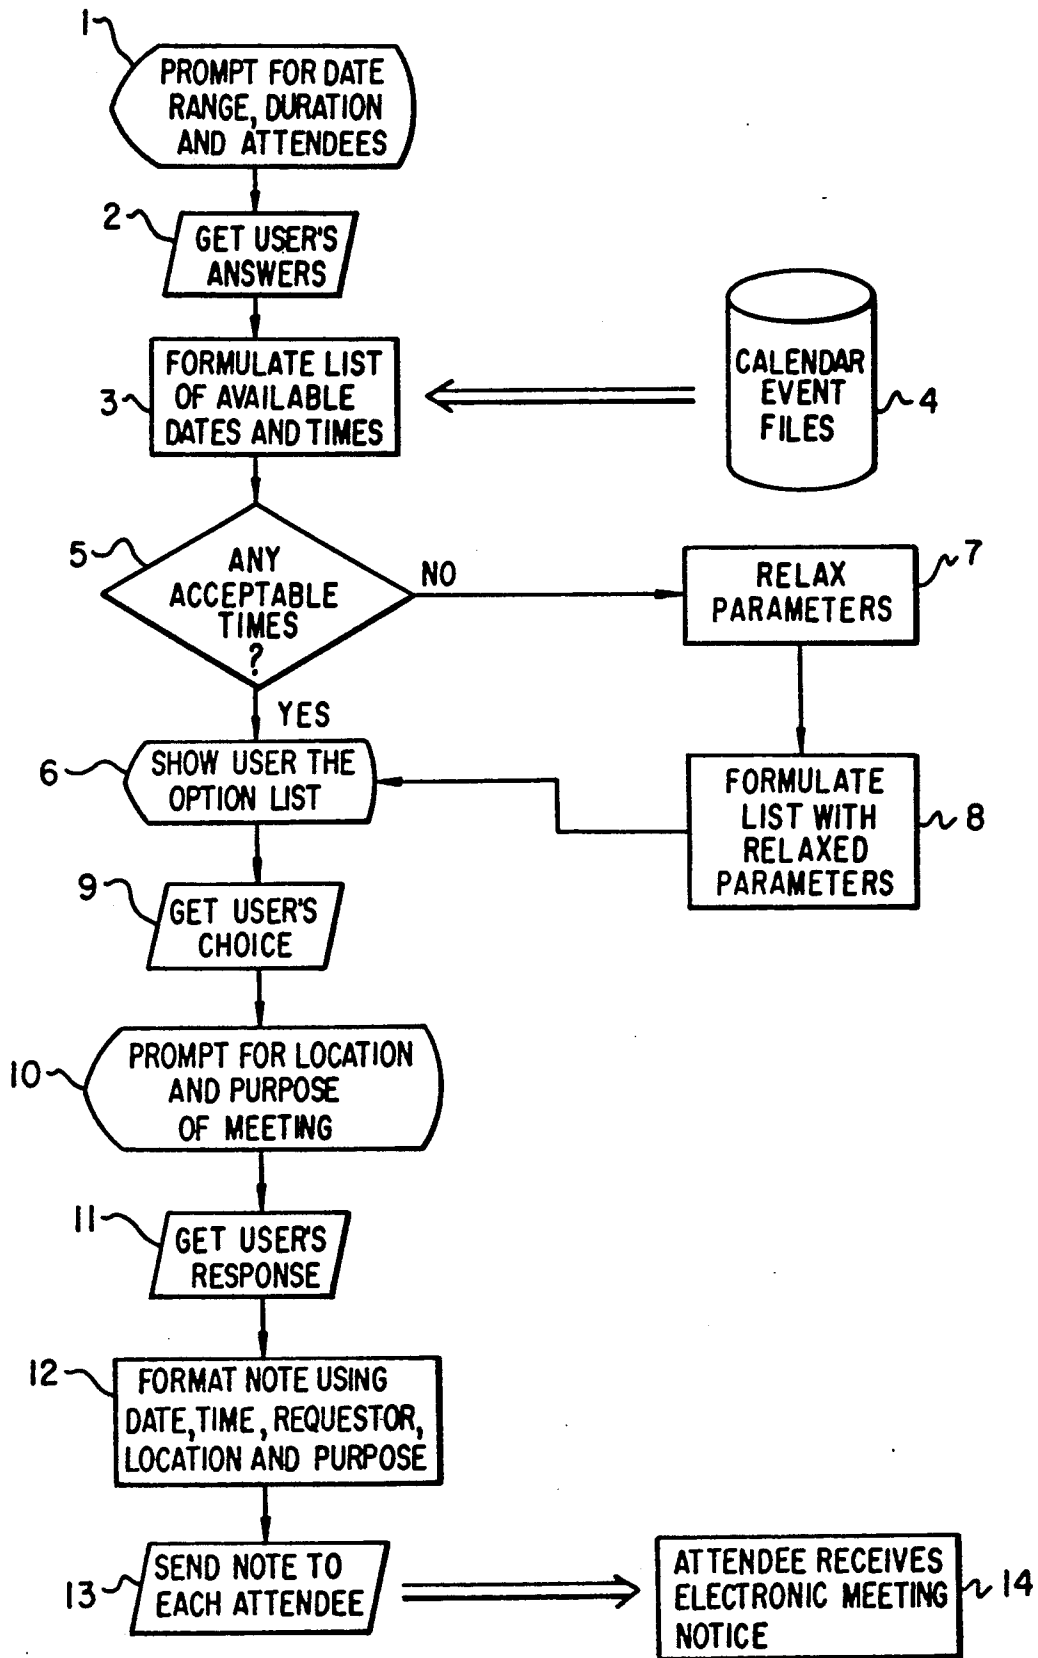 1
PROMPT FOR DATE
RANGE, DURATION
AND ATTENDEES
2
GET USER'S
ANSWERS
3
FORMULATE LIST
OF AVAILABLE
DATES AND TIMES
CALENDAR
EVENT
FILES
4
5
ANY
ACCEPTABLE
TIMES
?
NO
YES
7
RELAX
PARAMETERS
6
SHOW USER THE
OPTION LIST
FORMULATE
LIST WITH
RELAXED
PARAMETERS
8
9
GET USER'S
CHOICE
10
PROMPT FOR LOCATION
AND PURPOSE
OF MEETING
11
GET USER'S
RESPONSE
12
FORMAT NOTE USING
DATE, TIME, REQUESTOR,
LOCATION AND PURPOSE
13
SEND NOTE TO
EACH ATTENDEE
ATTENDEE RECEIVES
ELECTRONIC MEETING
NOTICE
14